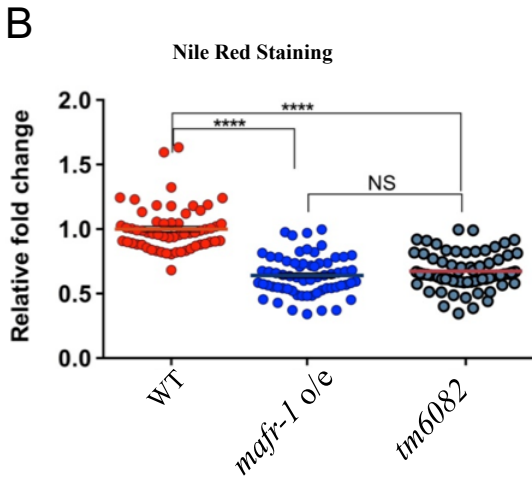 B
Nile Red Staining
Relative fold change
2.0
1.5
1.0
0.5
0.0
****
****
NS
WT
mafr-1 o/e
tm6082